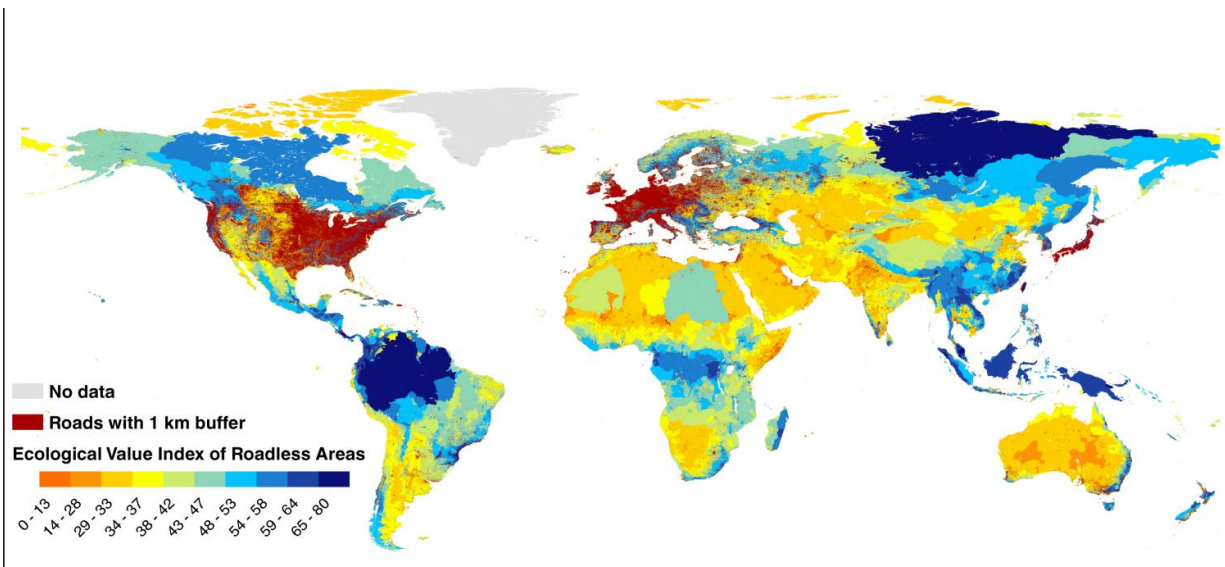 No data
Roads with 1 km buffer
Ecological Value Index of Roadless Areas
0 - 13
14 - 28
29 - 33
34 - 37
38 - 42
43 - 47
48 - 53
54 - 58
59 - 64
65 - 80